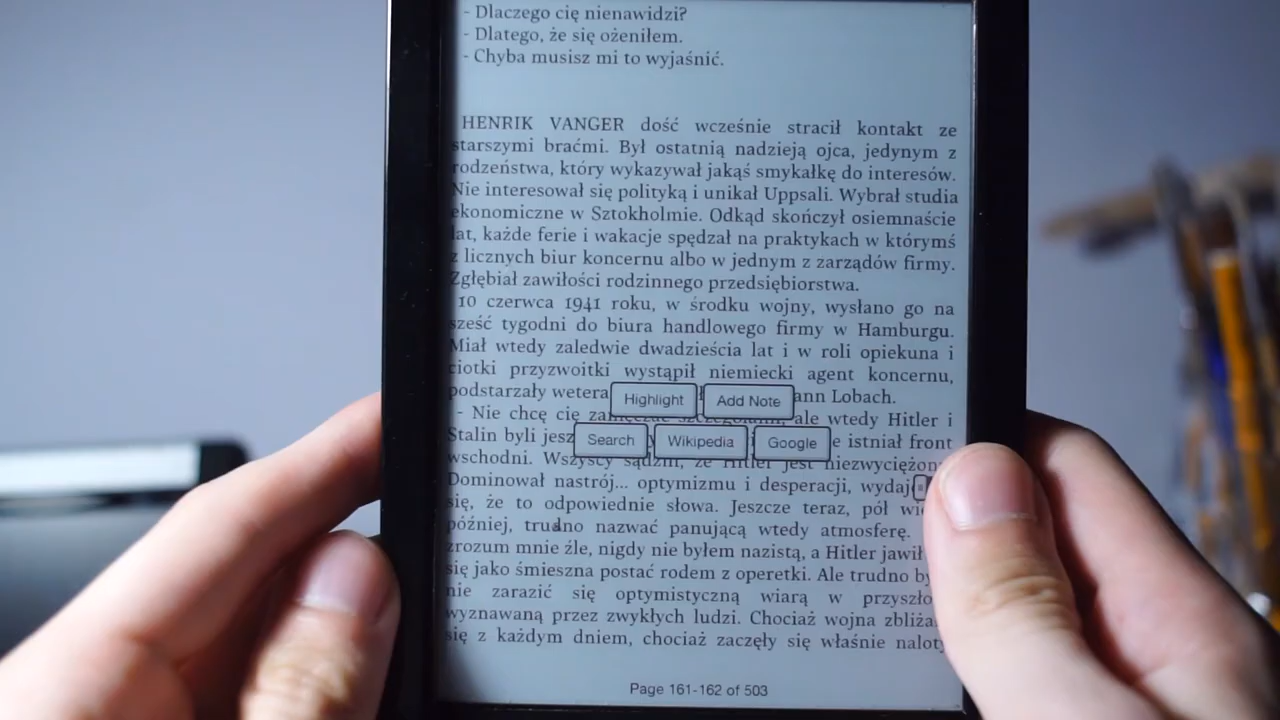 - Dlaczego cię nienawidzi?
- Dlatego, że się ożeniłem.
- Chyba musisz mi to wyjaśnić.
HENRIK VANGER dość wcześnie stracił kontakt ze
starszymi braćmi. Był ostatnią nadzieją ojca, jedynym z
rodzeństwa, który wykazywał jakąś smykałkę do interesów.
Nie interesował się polityką i unikał Uppsali. Wybrał studia
ekonomiczne w Sztokholmie. Odkąd skończył osiemnaście
lat, każde ferie i wakacje spędzał na praktykach w którymś
z licznych biur koncernu albo w jednym z zarządów firmy.
Zgłębiał zawiłości rodzinnego przedsiębiorstwa.
10 czerwca 1941 roku, w środku wojny, wysłano go na
sześć tygodni do biura handlowego firmy w Hamburgu.
Miał wtedy zaledwie dwadzieścia lat i w roli opiekuna i
ciotki przyzwoitki wystąpił niemiecki agent koncernu,
podstarzały wetera ann Lobach.
Highlight Add Note
- Nie chcę cię zamęczać szczegółami, ale wtedy Hitler i
Stalin byli jesz e istniał front
Search Wikipedia Google
wschodni. Wszyscy sądzili, że Hitler jest niezwyciężon
Dominował nastrój... optymizmu i desperacji, wydaj
się, że to odpowiednie słowa. Jeszcze teraz, pół wie
później, trudno nazwać panującą wtedy atmosferę.
zrozum mnie źle, nigdy nie byłem nazistą, a Hitler jawił
się jako śmieszna postać rodem z operetki. Ale trudno by
nie zarazić się optymistyczną wiarą w przyszło
wyznawaną przez zwykłych ludzi. Chociaż wojna zbliża
się z każdym dniem, chociaż zaczęły się właśnie naloty
Page 161-162 of 503